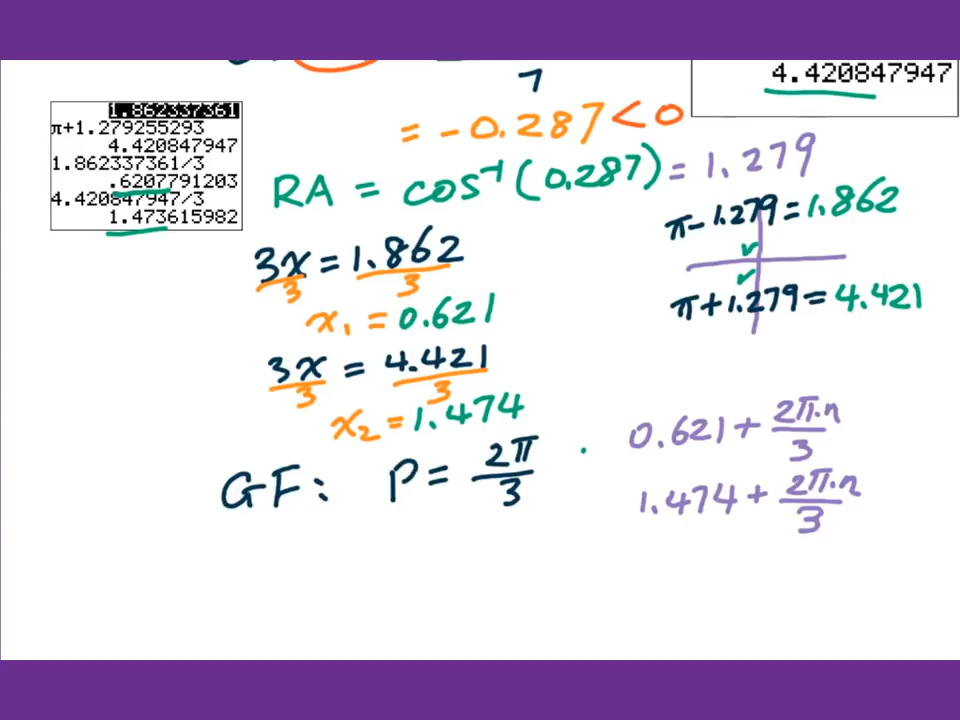 7
4.420847947
= -0.287 < 0
1.862337361
π+1.279255293
4.420847947
1.862337361/3
.6207791203
4.420847947/3
1.473615982
RA = cos⁻¹(0.287) = 1.279
π-1.279=1.862
3x = 1.862
3 3
π+1.279=4.421
x₁ = 0.621
3x = 4.421
3 3
x₂ = 1.474
0.621 + 2π·n/3
GF: P = 2π/3
1.474 + 2π·n/3